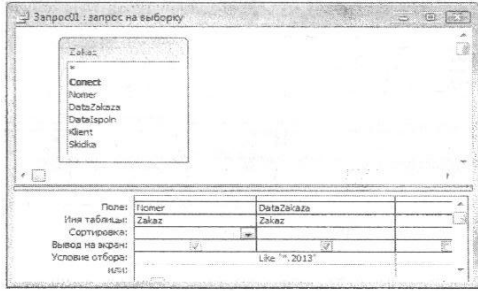 Запрос01 : запрос на выборку
Zakaz
*
Conect
Nomer
DataZakaza
DataIspoln
Klient
Skidka
Поле: Nomer DataZakaza
Имя таблицы: Zakaz Zakaz
Сортировка:
Вывод на экран:
Условие отбора: Like "*.2013"
или: